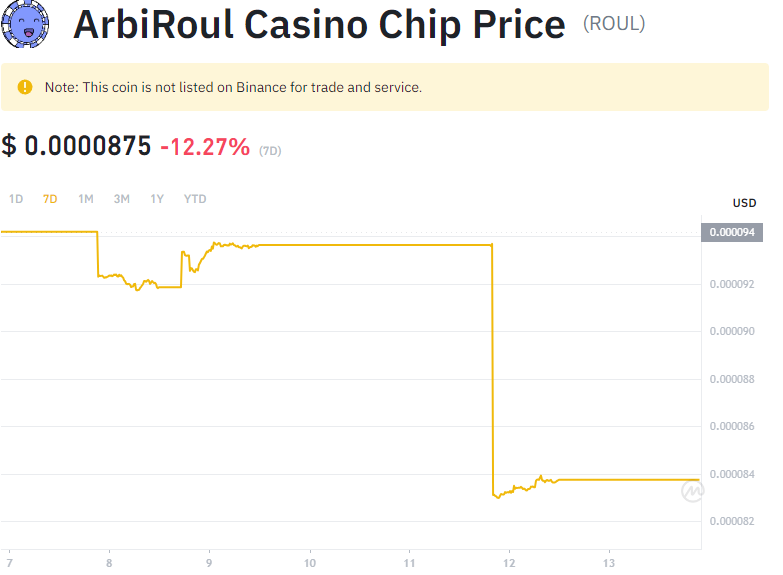 ArbiRoul Casino Chip Price (ROUL)
Note: This coin is not listed on Binance for trade and service.
$ 0.0000875 -12.27% (7D)
1D 7D 1M 3M 1Y YTD
USD
0.000094
0.000092
0.000090
0.000088
0.000086
0.000084
0.000082
7 8 9 10 11 12 13